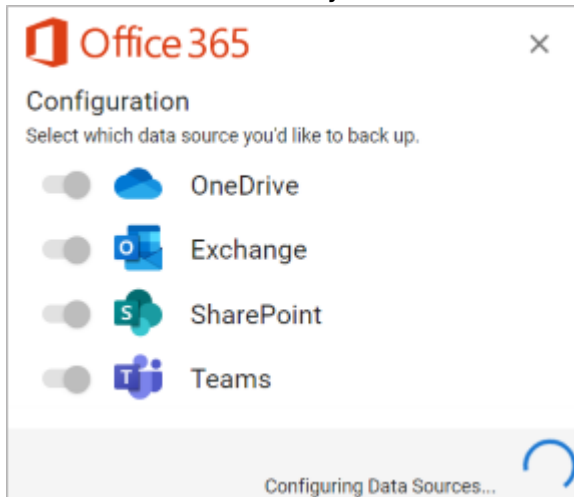 Office 365
Configuration
Select which data source you'd like to back up.
OneDrive
Exchange
SharePoint
Teams
Configuring Data Sources...